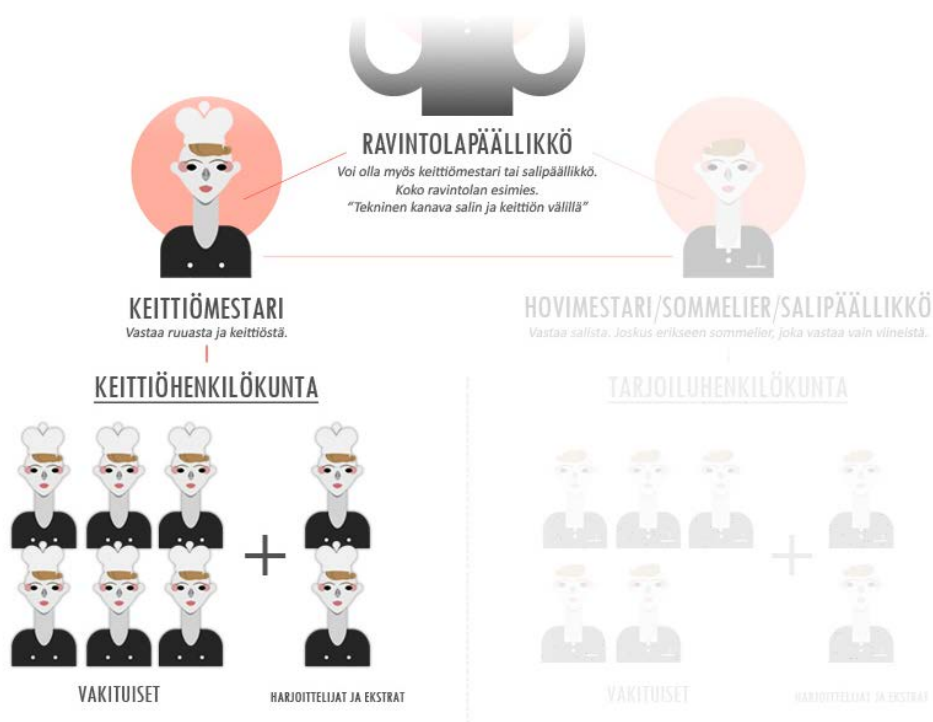 RAVINTOLAPÄÄLLIKKÖ
Voi olla myös keittiömestari tai salipäällikkö.
Koko ravintolan esimies.
“Tekninen kanava salin ja keittiön välillä”
KEITTIÖMESTARI
Vastaa ruuasta ja keittiöstä.
HOVIMESTARI/SOMMELIER/SALIPÄÄLLIKKÖ
Vastaa salista. Joskus erikseen sommelier, joka vastaa vain viineistä.
KEITTIÖHENKILÖKUNTA
TARJOILUHENKILÖKUNTA
VAKITUISET
HARJOITTELIJAT JA EKSTRAT
VAKITUISET
HARJOITTELIJAT JA EKSTRAT